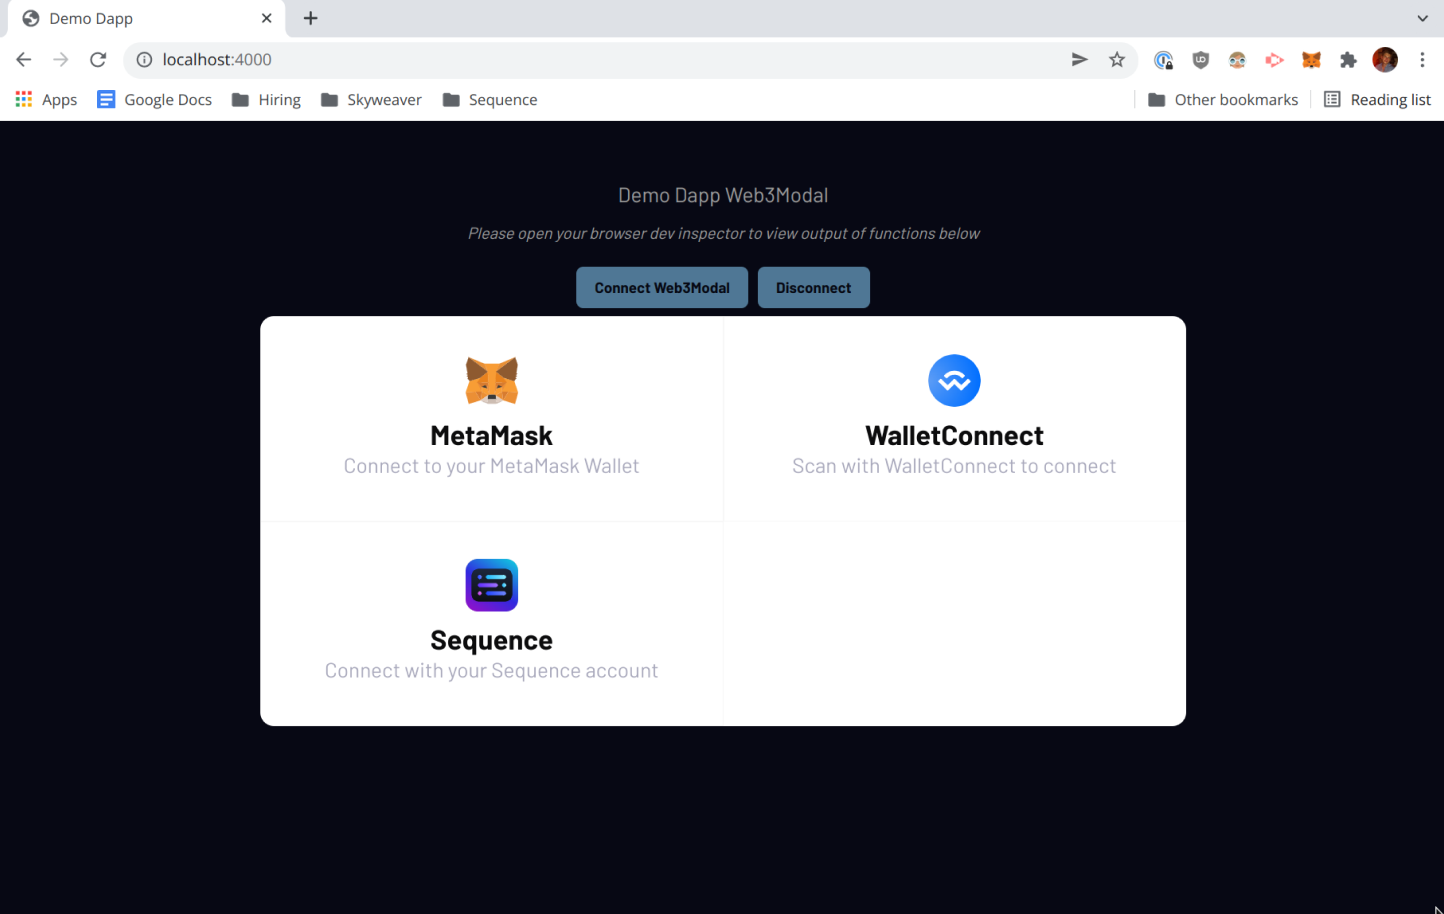 Demo Dapp
localhost:4000
Apps Google Docs Hiring Skyweaver Sequence Other bookmarks Reading list
Demo Dapp Web3Modal
Please open your browser dev inspector to view output of functions below
Connect Web3Modal Disconnect
MetaMask
Connect to your MetaMask Wallet
WalletConnect
Scan with WalletConnect to connect
Sequence
Connect with your Sequence account